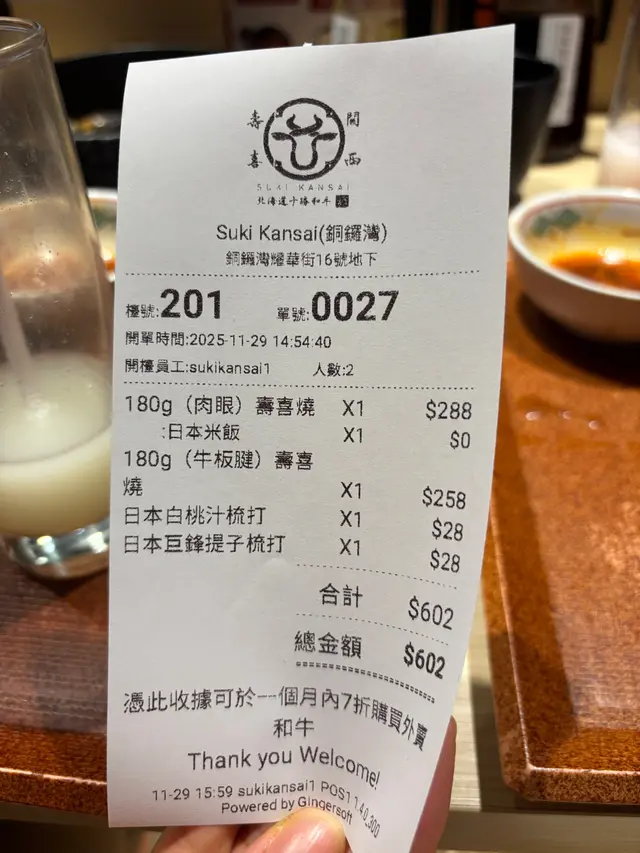 壽 關
喜 西
SUKI KANSAI
北海道十勝和牛
Suki Kansai(銅鑼灣)
銅鑼灣耀華街16號地下
檯號:201 單號:0027
開單時間:2025-11-29 14:54:40
開檯員工:sukikansai1 人數:2
180g（肉眼）壽喜燒 X1 $288
:日本米飯 X1 $0
180g（牛板腱）壽喜
燒 X1 $258
日本白桃汁梳打 X1 $28
日本巨鋒提子梳打 X1 $28
合計 $602
總金額 $602
憑此收據可於一個月內7折購買外賣
和牛
Thank you Welcome!
11-29 15:59 sukikansai1 POS1 1.40.300
Powered by Gingersoft